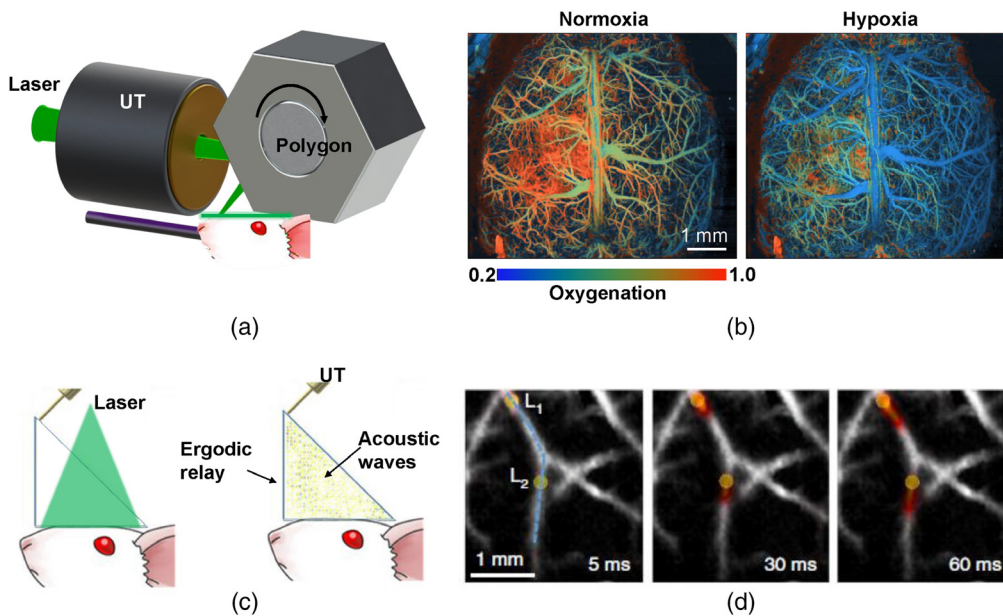 Laser
UT
Polygon
(a)
Normoxia
Hypoxia
1 mm
0.2
1.0
Oxygenation
(b)
Laser
UT
Ergodic
relay
Acoustic
waves
(c)
L1
L2
1 mm
5 ms
30 ms
60 ms
(d)